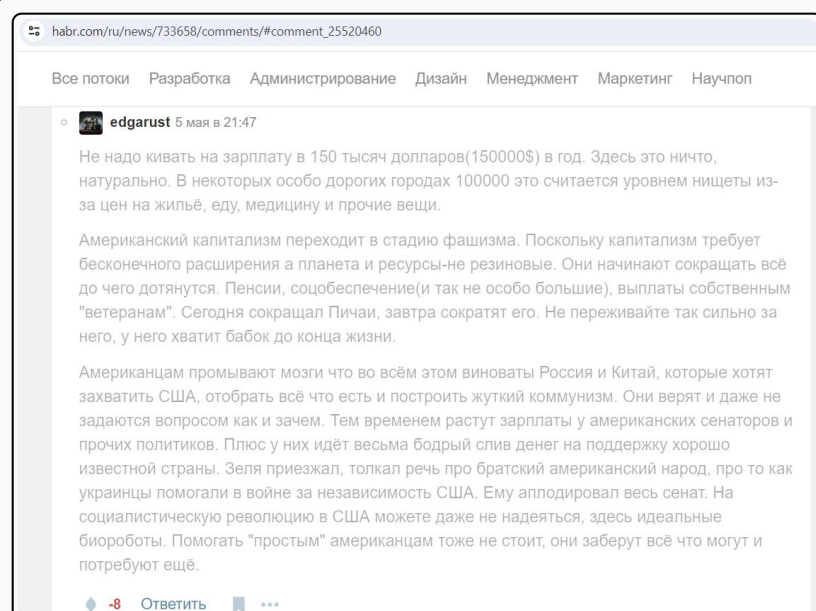 habr.com/ru/news/733658/comments/#comment_25520460
Все потоки Разработка Администрирование Дизайн Менеджмент Маркетинг Научпоп
edgarust 5 мая в 21:47
Не надо кивать на зарплату в 150 тысяч долларов(150000$) в год. Здесь это ничто,
натурально. В некоторых особо дорогих городах 100000 это считается уровнем нищеты из-
за цен на жильё, еду, медицину и прочие вещи.
Американский капитализм переходит в стадию фашизма. Поскольку капитализм требует
бесконечного расширения а планета и ресурсы-не резиновые. Они начинают сокращать всё
до чего дотянутся. Пенсии, соцобеспечение(и так не особо большие), выплаты собственным
"ветеранам". Сегодня сокращал Пичаи, завтра сократят его. Не переживайте так сильно за
него, у него хватит бабок до конца жизни.
Американцам промывают мозги что во всём этом виноваты Россия и Китай, которые хотят
захватить США, отобрать всё что есть и построить жуткий коммунизм. Они верят и даже не
задаются вопросом как и зачем. Тем временем растут зарплаты у американских сенаторов и
прочих политиков. Плюс у них идёт весьма бодрый слив денег на поддержку хорошо
известной страны. Зеля приезжал, толкал речь про братский американский народ, про то как
украинцы помогали в войне за независимость США. Ему аплодировал весь сенат. На
социалистическую революцию в США можете даже не надеяться, здесь идеальные
биороботы. Помогать "простым" американцам тоже не стоит, они заберут всё что могут и
потребуют ещё.
-8 Ответить